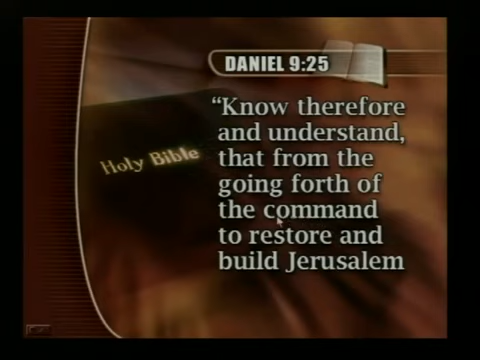 DANIEL 9:25
“Know therefore
and understand,
that from the
going forth of
the command
to restore and
build Jerusalem
Holy Bible